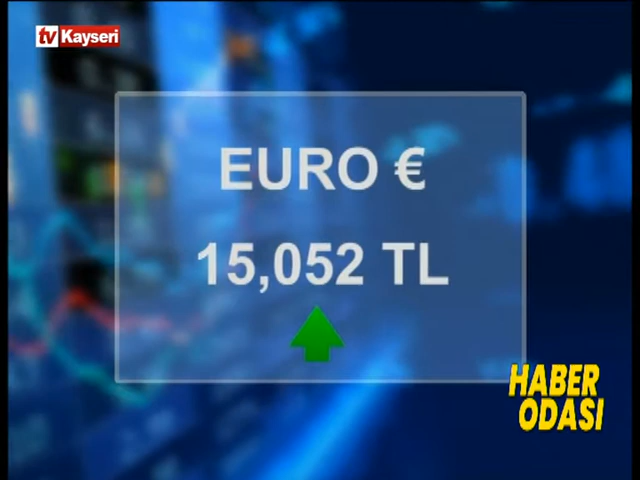 tv Kayseri
EURO €
15,052 TL
HABER
ODASI